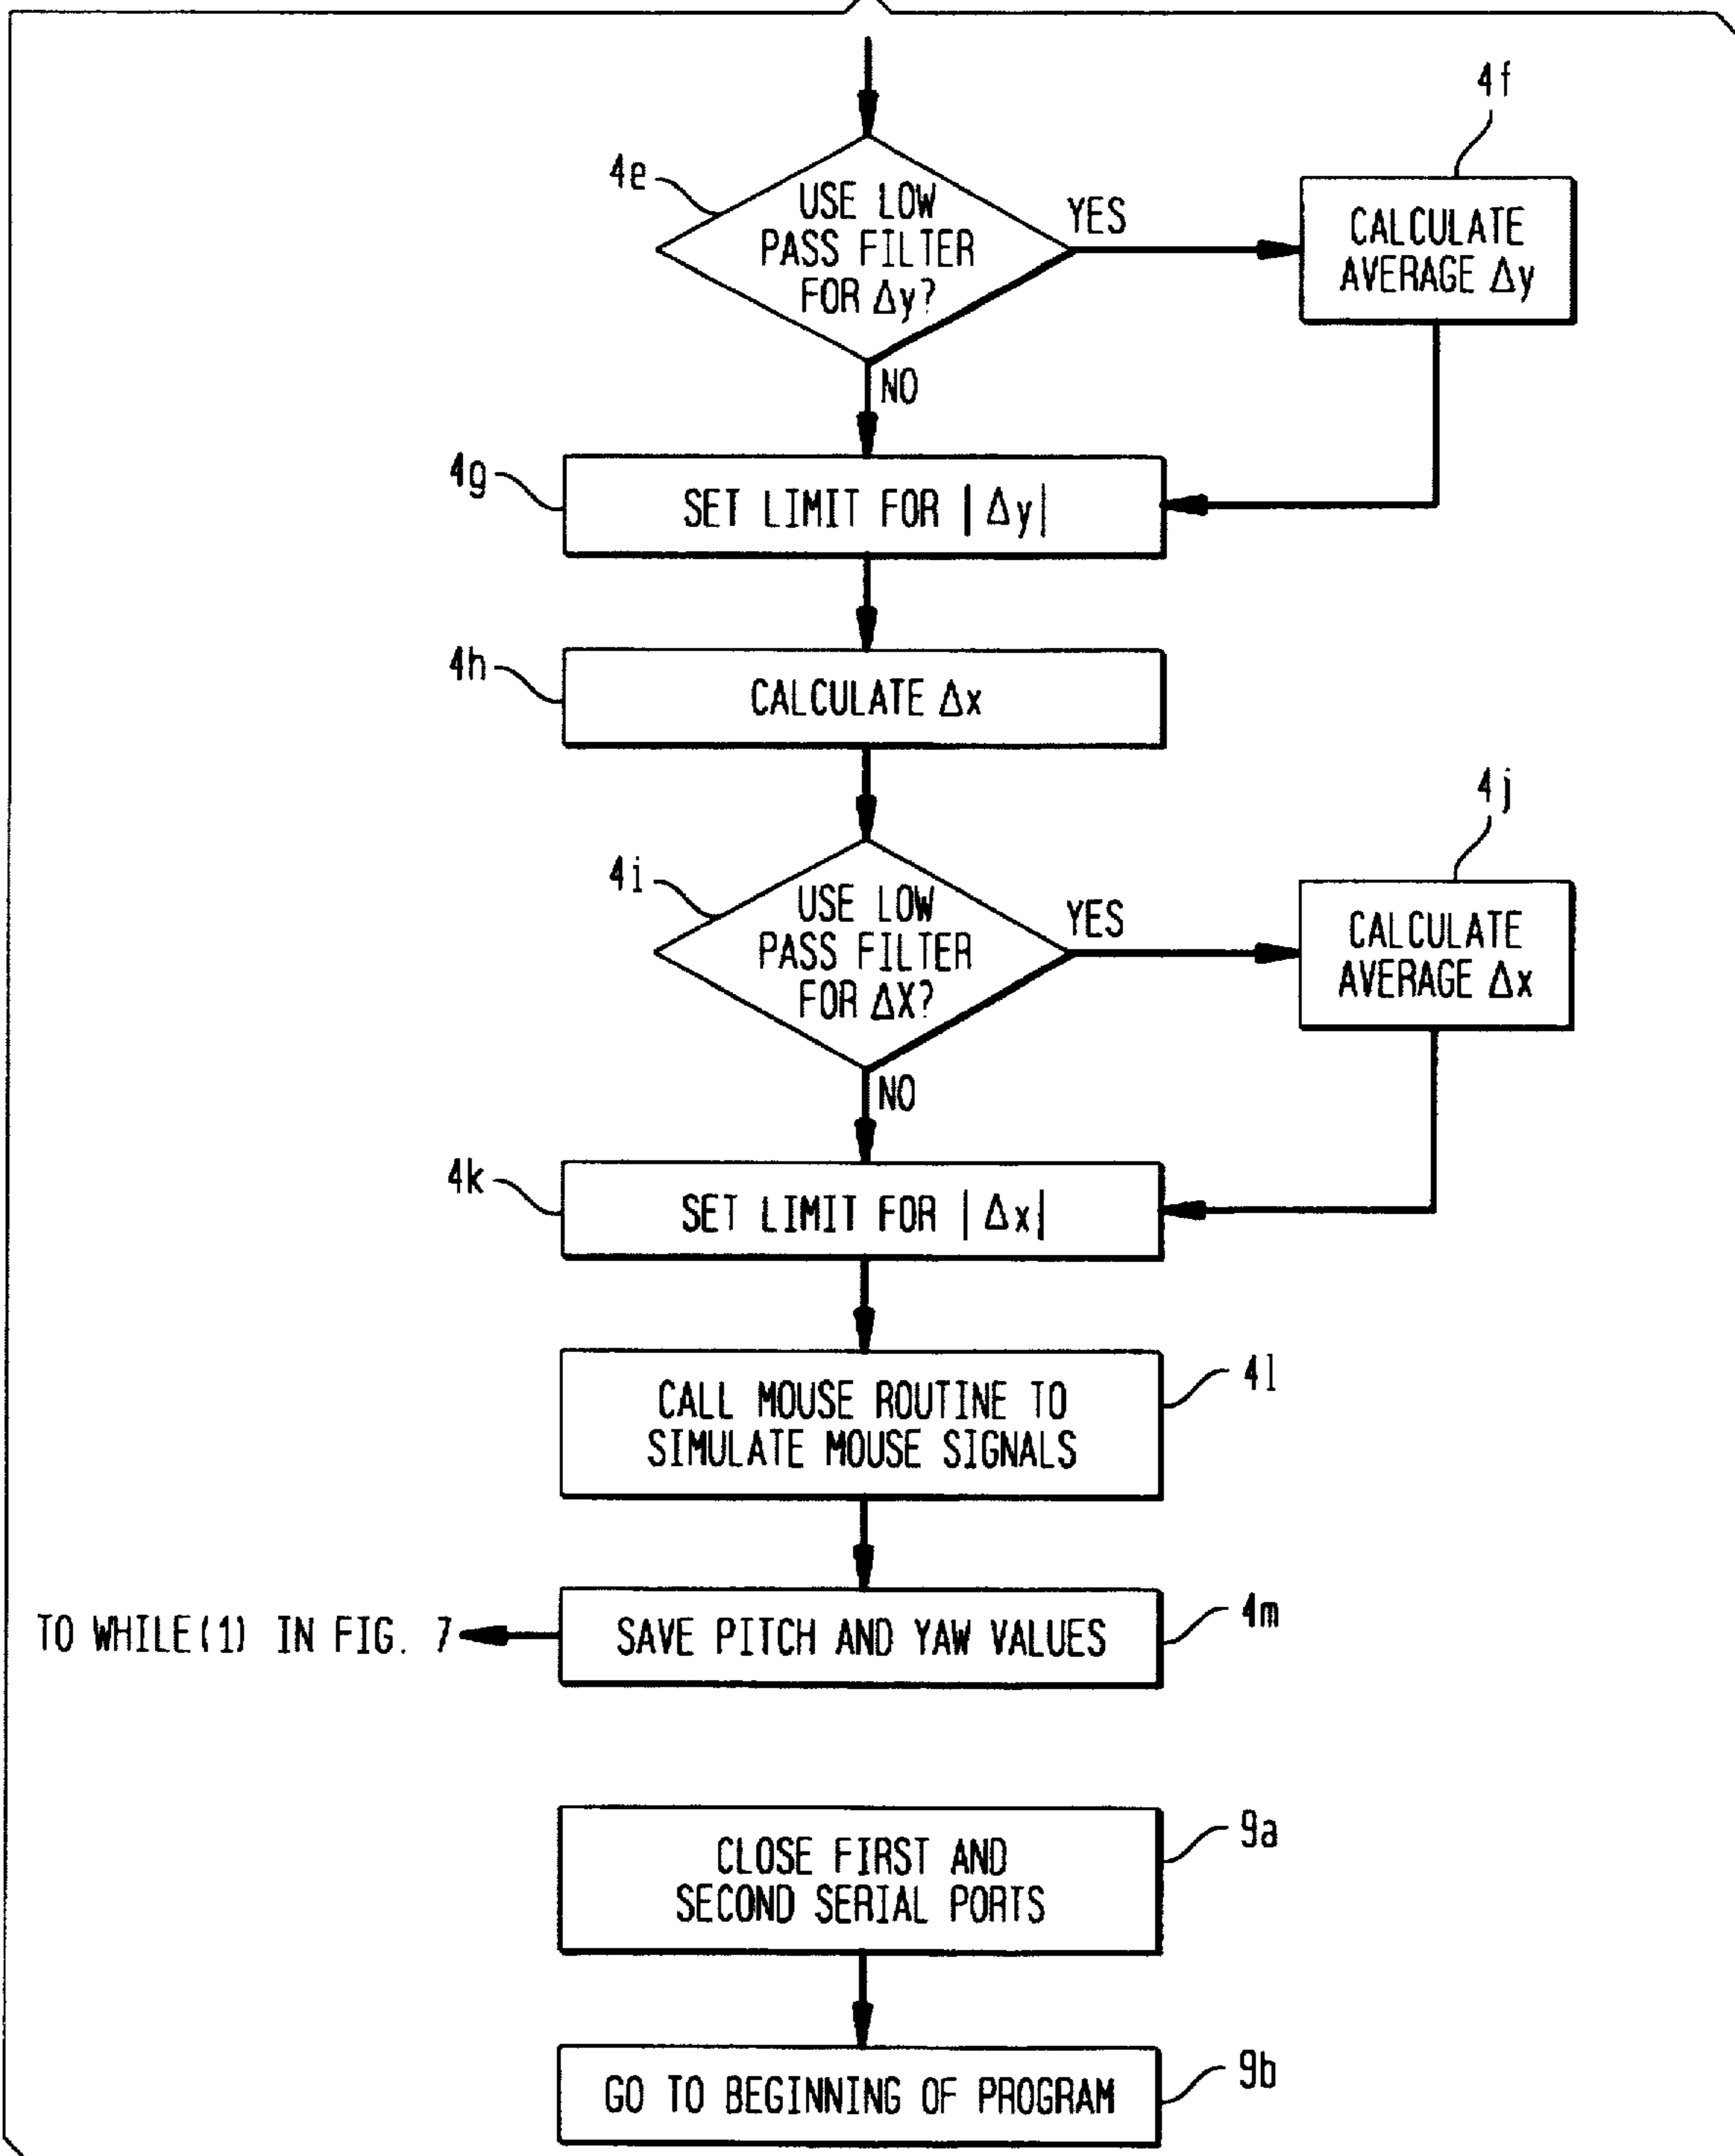 4f
4e
USE LOW
PASS FILTER
FOR Δy?
YES
CALCULATE
AVERAGE Δy
NO
4g
SET LIMIT FOR |Δy|
4h
CALCULATE Δx
4j
4i
USE LOW
PASS FILTER
FOR ΔX?
YES
CALCULATE
AVERAGE Δx
NO
4k
SET LIMIT FOR |Δx|
4l
CALL MOUSE ROUTINE TO
SIMULATE MOUSE SIGNALS
4m
TO WHILE(1) IN FIG. 7
SAVE PITCH AND YAW VALUES
9a
CLOSE FIRST AND
SECOND SERIAL PORTS
9b
GO TO BEGINNING OF PROGRAM